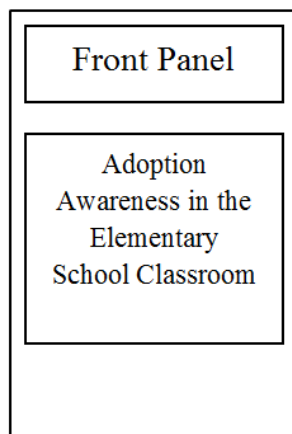 Front Panel
Adoption
Awareness in the
Elementary
School Classroom